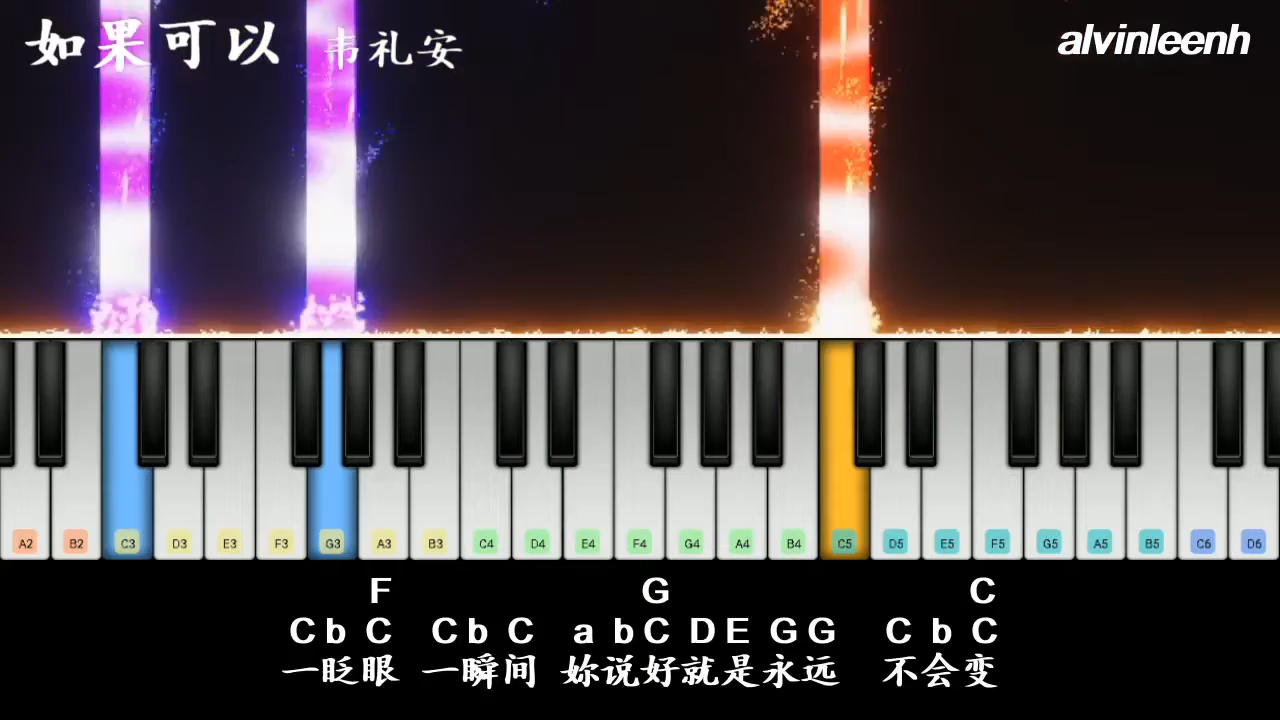 如果可以 韦礼安
alvinleenh
A2 B2 C3 D3 E3 F3 G3 A3 B3 C4 D4 E4 F4 G4 A4 B4 C5 D5 E5 F5 G5 A5 B5 C6 D6
F G C
C b C C b C a b C D E G G C b C
一眨眼 一瞬间 妳说好就是永远 不会变